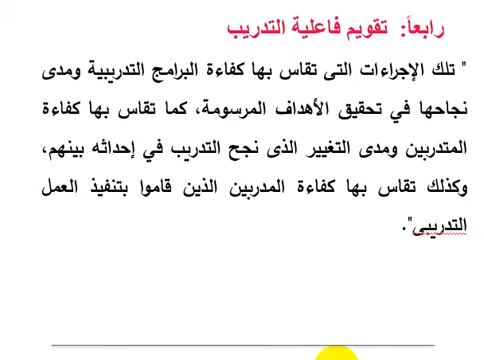 رابعاً: تقويم فاعلية التدريب
" تلك الإجراءات التى تقاس بها كفاءة البرامج التدريبية ومدى
نجاحها في تحقيق الأهداف المرسومة، كما تقاس بها كفاءة
المتدربين ومدى التغيير الذى نجح التدريب في إحداثه بينهم،
وكذلك تقاس بها كفاءة المدربين الذين قاموا بتنفيذ العمل
التدريبى".